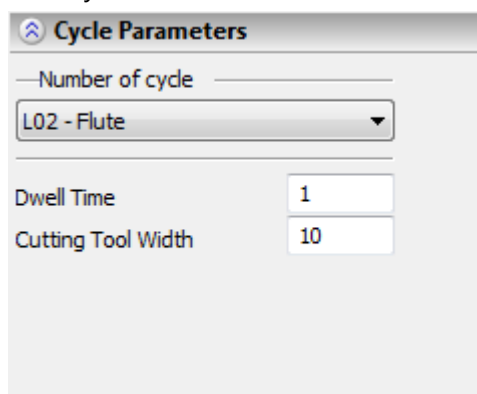 Cycle Parameters
Number of cycle
L02 - Flute
Dwell Time 1
Cutting Tool Width 10